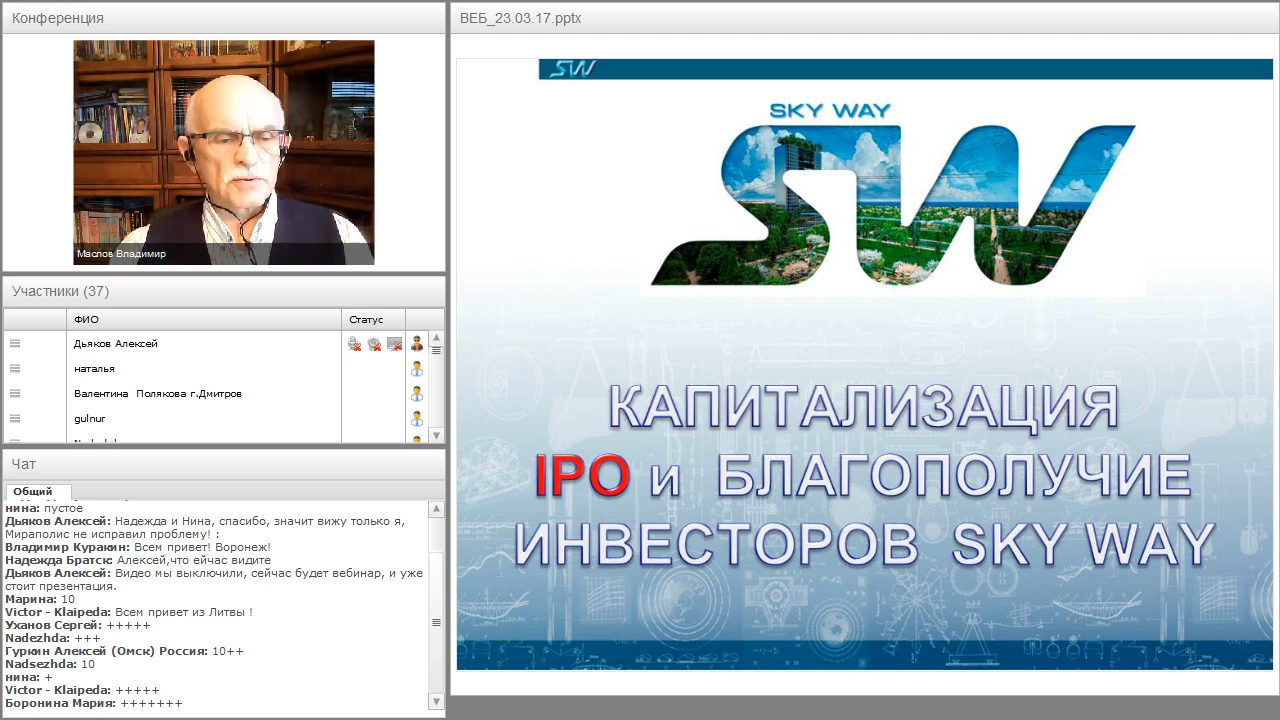 Конференция
Маслов Владимир
Участники (37)
ФИО
Статус
Дьяков Алексей
наталья
Валентина Полякова г.Дмитров
gulnur
Чат
Общий
нина: пустое
Дьяков Алексей: Надежда и Нина, спасибо, значит вижу только я,
Мираполис не исправил проблему! :
Владимир Куракин: Всем привет! Воронеж!
Надежда Братск: Алексей,что ейчас видите
Дьяков Алексей: Видео мы выключили, сейчас будет вебинар, и уже
стоит презентация.
Марина: 10
Victor - Klaipeda: Всем привет из Литвы !
Уханов Сергей: +++++
Nadezhda: +++
Гуркин Алексей (Омск) Россия: 10++
Nadsezhda: 10
нина: +
Victor - Klaipeda: +++++
Боронина Мария: +++++++
ВЕБ_23.03.17.pptx
SW
SKY WAY
SW
КАПИТАЛИЗАЦИЯ
IPO и БЛАГОПОЛУЧИЕ
ИНВЕСТОРОВ SKY WAY